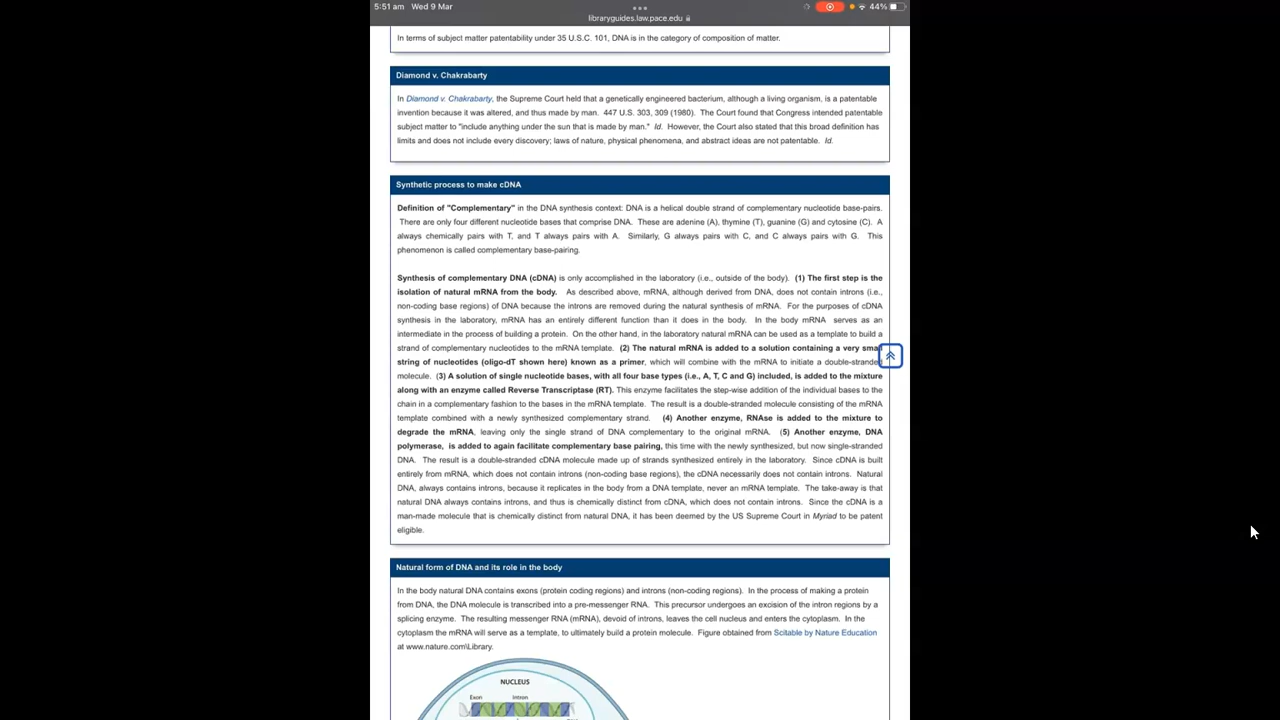 5:51 am Wed 9 Mar
44%
libraryguides.law.pace.edu
In terms of subject matter patentability under 35 U.S.C. 101, DNA is in the category of composition of matter.
Diamond v. Chakrabarty
In Diamond v. Chakrabarty, the Supreme Court held that a genetically engineered bacterium, although a living organism, is a patentable
invention because it was altered, and thus made by man. 447 U.S. 303, 309 (1980). The Court found that Congress intended patentable
subject matter to "include anything under the sun that is made by man." Id. However, the Court also stated that this broad definition has
limits and does not include every discovery; laws of nature, physical phenomena, and abstract ideas are not patentable. Id.
Synthetic process to make cDNA
Definition of "Complementary" in the DNA synthesis context: DNA is a helical double strand of complementary nucleotide base-pairs.
There are only four different nucleotide bases that comprise DNA. These are adenine (A), thymine (T), guanine (G) and cytosine (C). A
always chemically pairs with T, and T always pairs with A. Similarly, G always pairs with C, and C always pairs with G. This
phenomenon is called complementary base-pairing.
Synthesis of complementary DNA (cDNA) is only accomplished in the laboratory (i.e., outside of the body). (1) The first step is the
isolation of natural mRNA from the body. As described above, mRNA, although derived from DNA, does not contain introns (i.e.,
non-coding base regions) of DNA because the introns are removed during the natural synthesis of mRNA. For the purposes of cDNA
synthesis in the laboratory, mRNA has an entirely different function than it does in the body. In the body mRNA serves as an
intermediate in the process of building a protein. On the other hand, in the laboratory natural mRNA can be used as a template to build a
strand of complementary nucleotides to the mRNA template. (2) The natural mRNA is added to a solution containing a very small
string of nucleotides (oligo-dT shown here) known as a primer, which will combine with the mRNA to initiate a double-stranded
molecule. (3) A solution of single nucleotide bases, with all four base types (i.e., A, T, C and G) included, is added to the mixture
along with an enzyme called Reverse Transcriptase (RT). This enzyme facilitates the step-wise addition of the individual bases to the
chain in a complementary fashion to the bases in the mRNA template. The result is a double-stranded molecule consisting of the mRNA
template combined with a newly synthesized complementary strand. (4) Another enzyme, RNAse is added to the mixture to
degrade the mRNA, leaving only the single strand of DNA complementary to the original mRNA. (5) Another enzyme, DNA
polymerase, is added to again facilitate complementary base pairing, this time with the newly synthesized, but now single-stranded
DNA. The result is a double-stranded cDNA molecule made up of strands synthesized entirely in the laboratory. Since cDNA is built
entirely from mRNA, which does not contain introns (non-coding base regions), the cDNA necessarily does not contain introns. Natural
DNA, always contains introns, because it replicates in the body from a DNA template, never an mRNA template. The take-away is that
natural DNA always contains introns, and thus is chemically distinct from cDNA, which does not contain introns. Since the cDNA is a
man-made molecule that is chemically distinct from natural DNA, it has been deemed by the US Supreme Court in Myriad to be patent
eligible.
Natural form of DNA and its role in the body
In the body natural DNA contains exons (protein coding regions) and introns (non-coding regions). In the process of making a protein
from DNA, the DNA molecule is transcribed into a pre-messenger RNA. This precursor undergoes an excision of the intron regions by a
splicing enzyme. The resulting messenger RNA (mRNA), devoid of introns, leaves the cell nucleus and enters the cytoplasm. In the
cytoplasm the mRNA will serve as a template, to ultimately build a protein molecule. Figure obtained from Scitable by Nature Education
at www.nature.com\Library.
NUCLEUS
Exon Intron